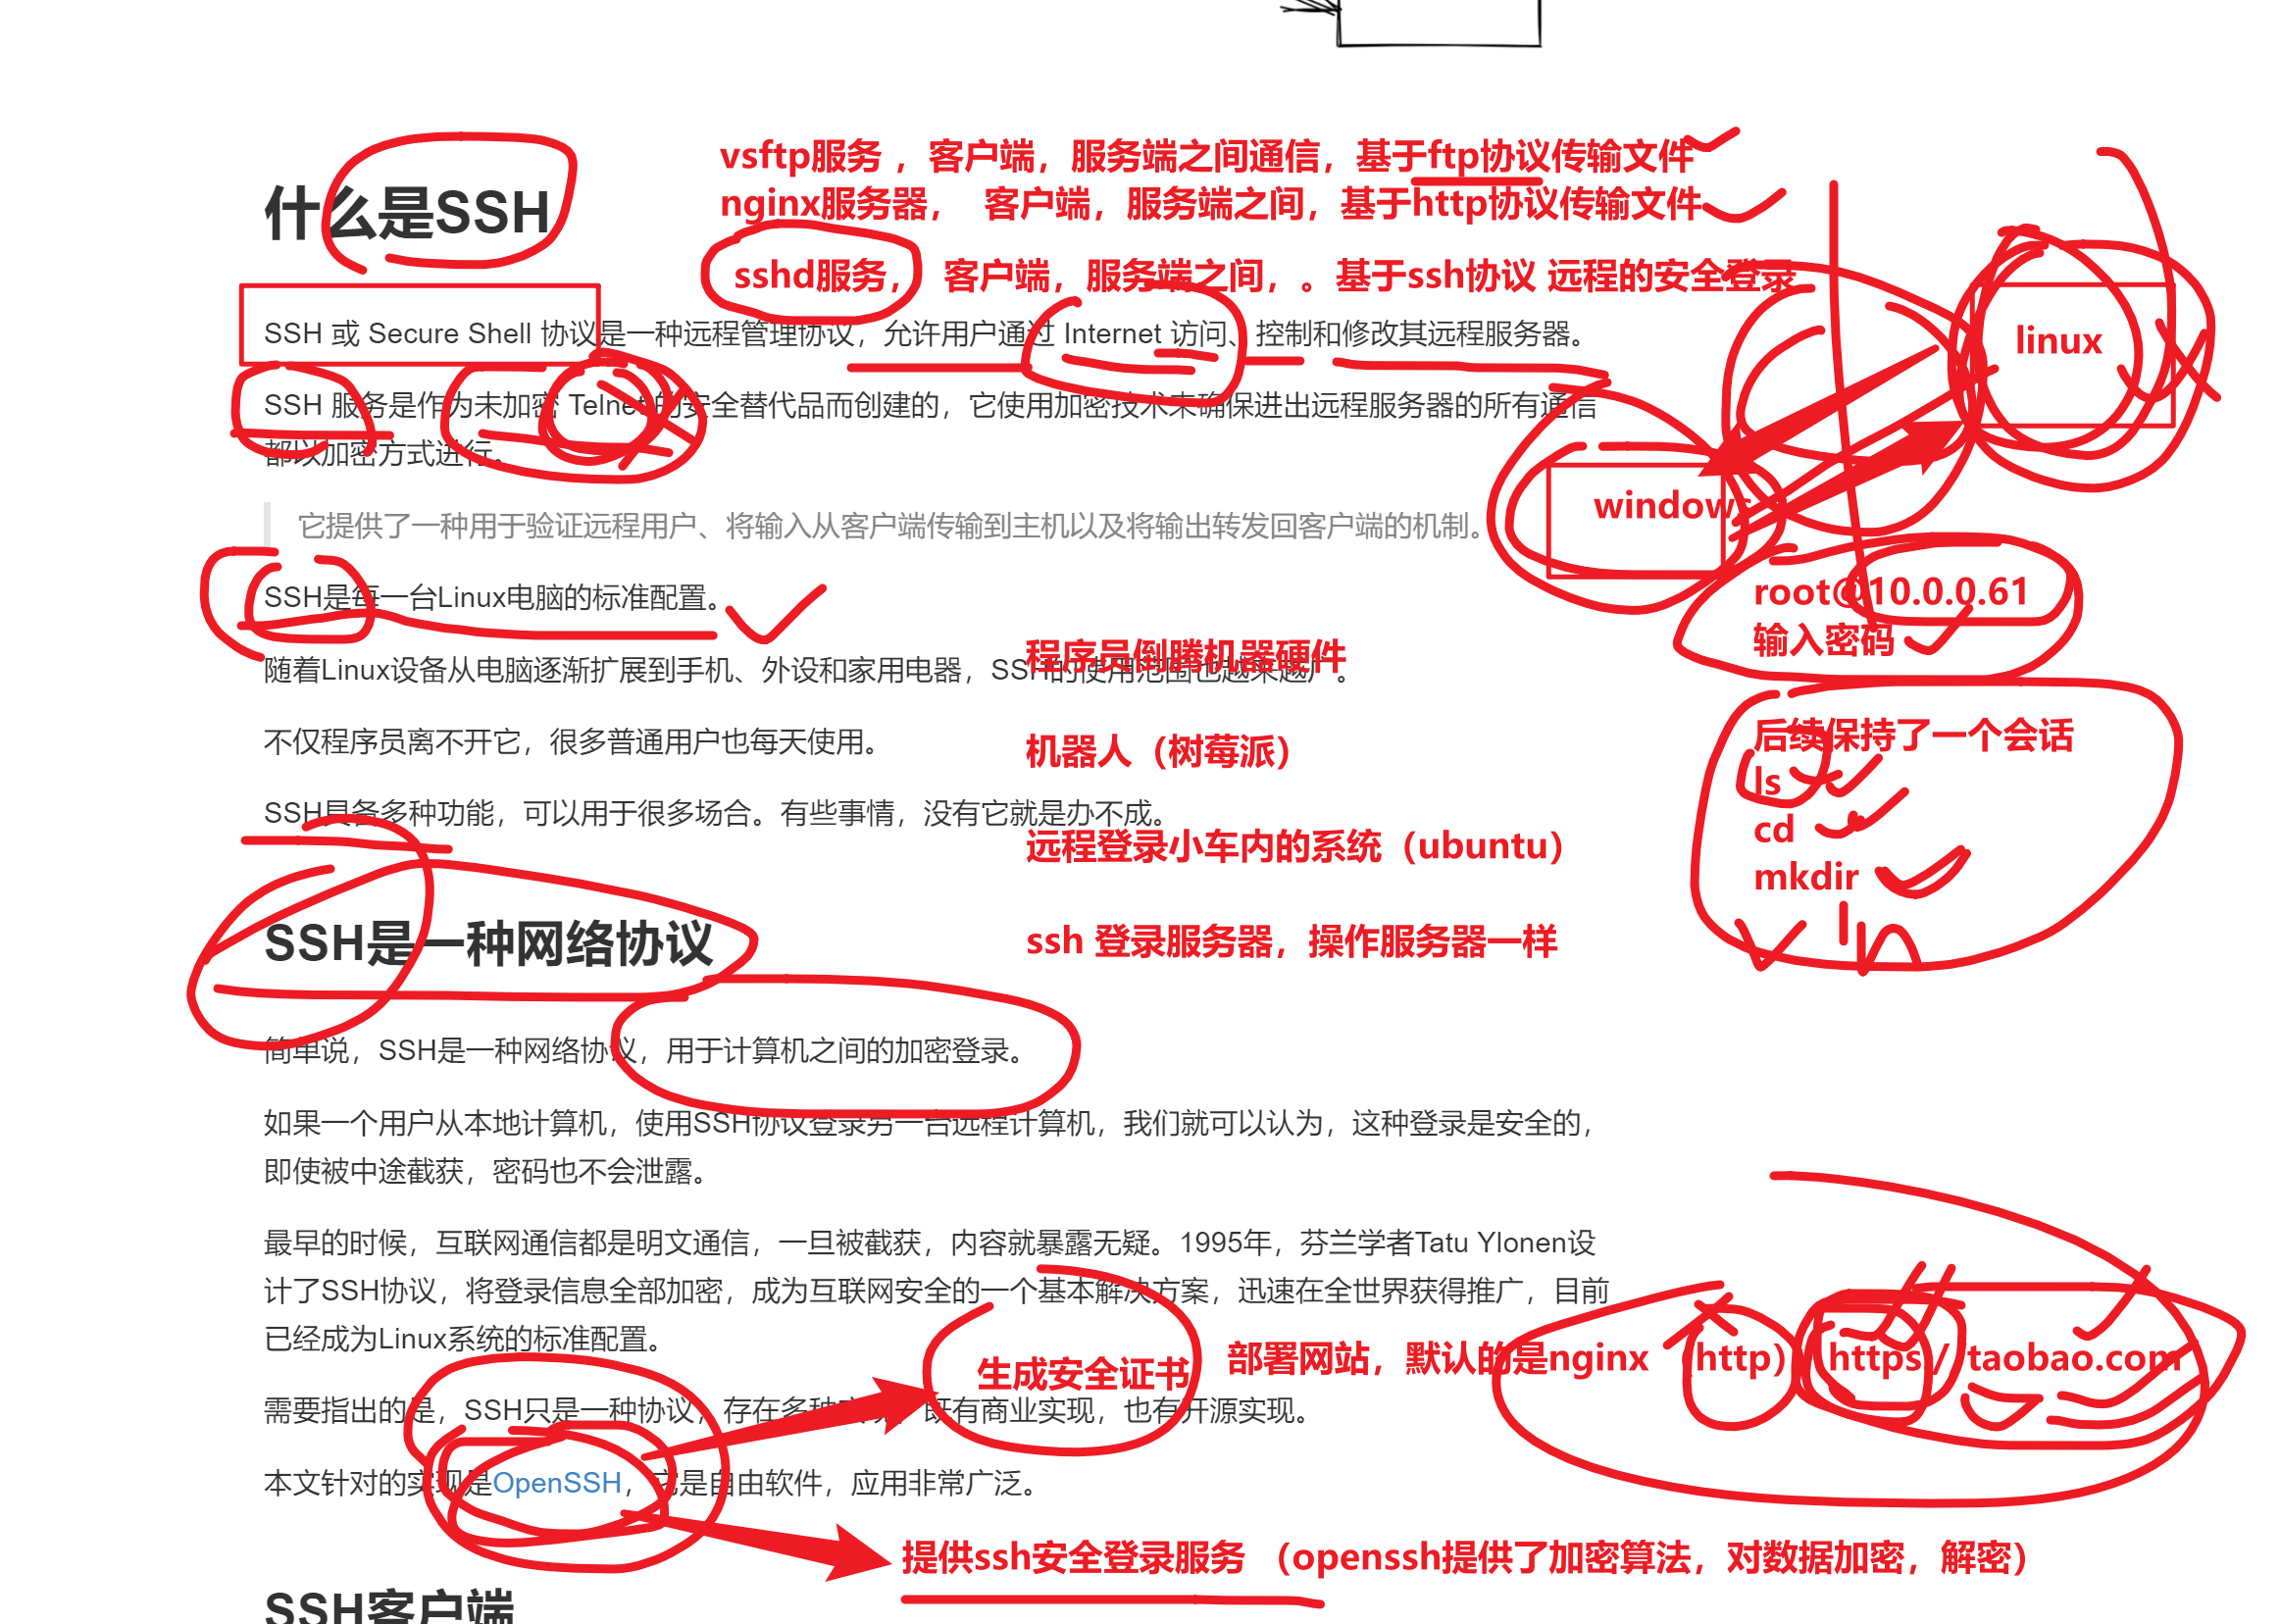 vsftp服务 ，客户端，服务端之间通信，基于ftp协议传输文件
什么是SSH
nginx服务器， 客户端，服务端之间，基于http协议传输文件
sshd服务， 客户端，服务端之间，。基于ssh协议 远程的安全登录
SSH 或 Secure Shell 协议是一种远程管理协议，允许用户通过 Internet 访问、控制和修改其远程服务器。
linux
SSH 服务是作为未加密 Telnet 的安全替代品而创建的，它使用加密技术来确保进出远程服务器的所有通信
都以加密方式进行。
windows
它提供了一种用于验证远程用户、将输入从客户端传输到主机以及将输出转发回客户端的机制。
SSH是每一台Linux电脑的标准配置。
root@10.0.0.61
输入密码
程序员倒腾机器硬件
随着Linux设备从电脑逐渐扩展到手机、外设和家用电器，SSH的使用范围也越来越广。
不仅程序员离不开它，很多普通用户也每天使用。
机器人（树莓派）
后续保持了一个会话
ls
cd
mkdir
SSH具备多种功能，可以用于很多场合。有些事情，没有它就是办不成。
远程登录小车内的系统（ubuntu）
SSH是一种网络协议
ssh 登录服务器，操作服务器一样
简单说，SSH是一种网络协议，用于计算机之间的加密登录。
如果一个用户从本地计算机，使用SSH协议登录另一台远程计算机，我们就可以认为，这种登录是安全的，
即使被中途截获，密码也不会泄露。
最早的时候，互联网通信都是明文通信，一旦被截获，内容就暴露无疑。1995年，芬兰学者Tatu Ylonen设
计了SSH协议，将登录信息全部加密，成为互联网安全的一个基本解决方案，迅速在全世界获得推广，目前
已经成为Linux系统的标准配置。
生成安全证书
部署网站，默认的是nginx （http） https// taobao.com
需要指出的是，SSH只是一种协议，存在多种实现，既有商业实现，也有开源实现。
本文针对的实现是OpenSSH，它是自由软件，应用非常广泛。
提供ssh安全登录服务 （openssh提供了加密算法，对数据加密，解密）
SSH客户端